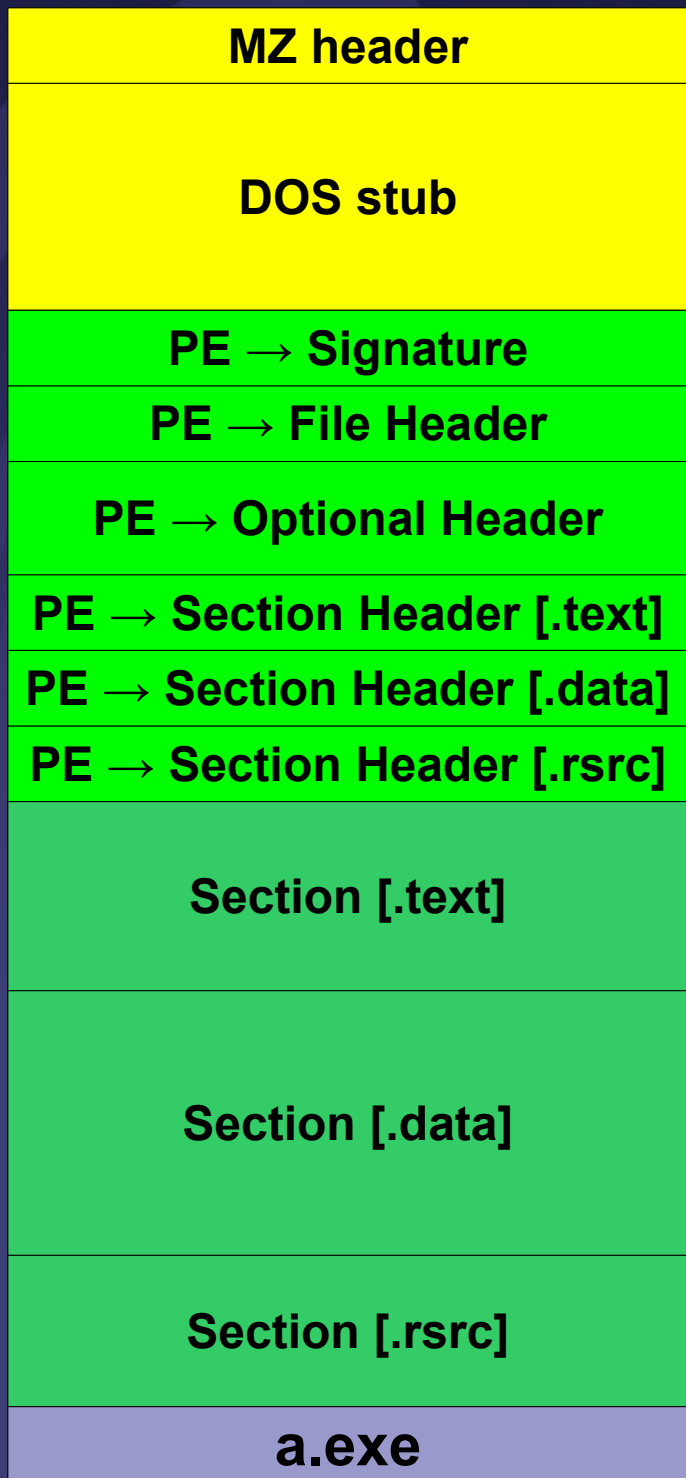 MZ header
DOS stub
PE → Signature
PE → File Header
PE → Optional Header
PE → Section Header [.text]
PE → Section Header [.data]
PE → Section Header [.rsrc]
Section [.text]
Section [.data]
Section [.rsrc]
a.exe